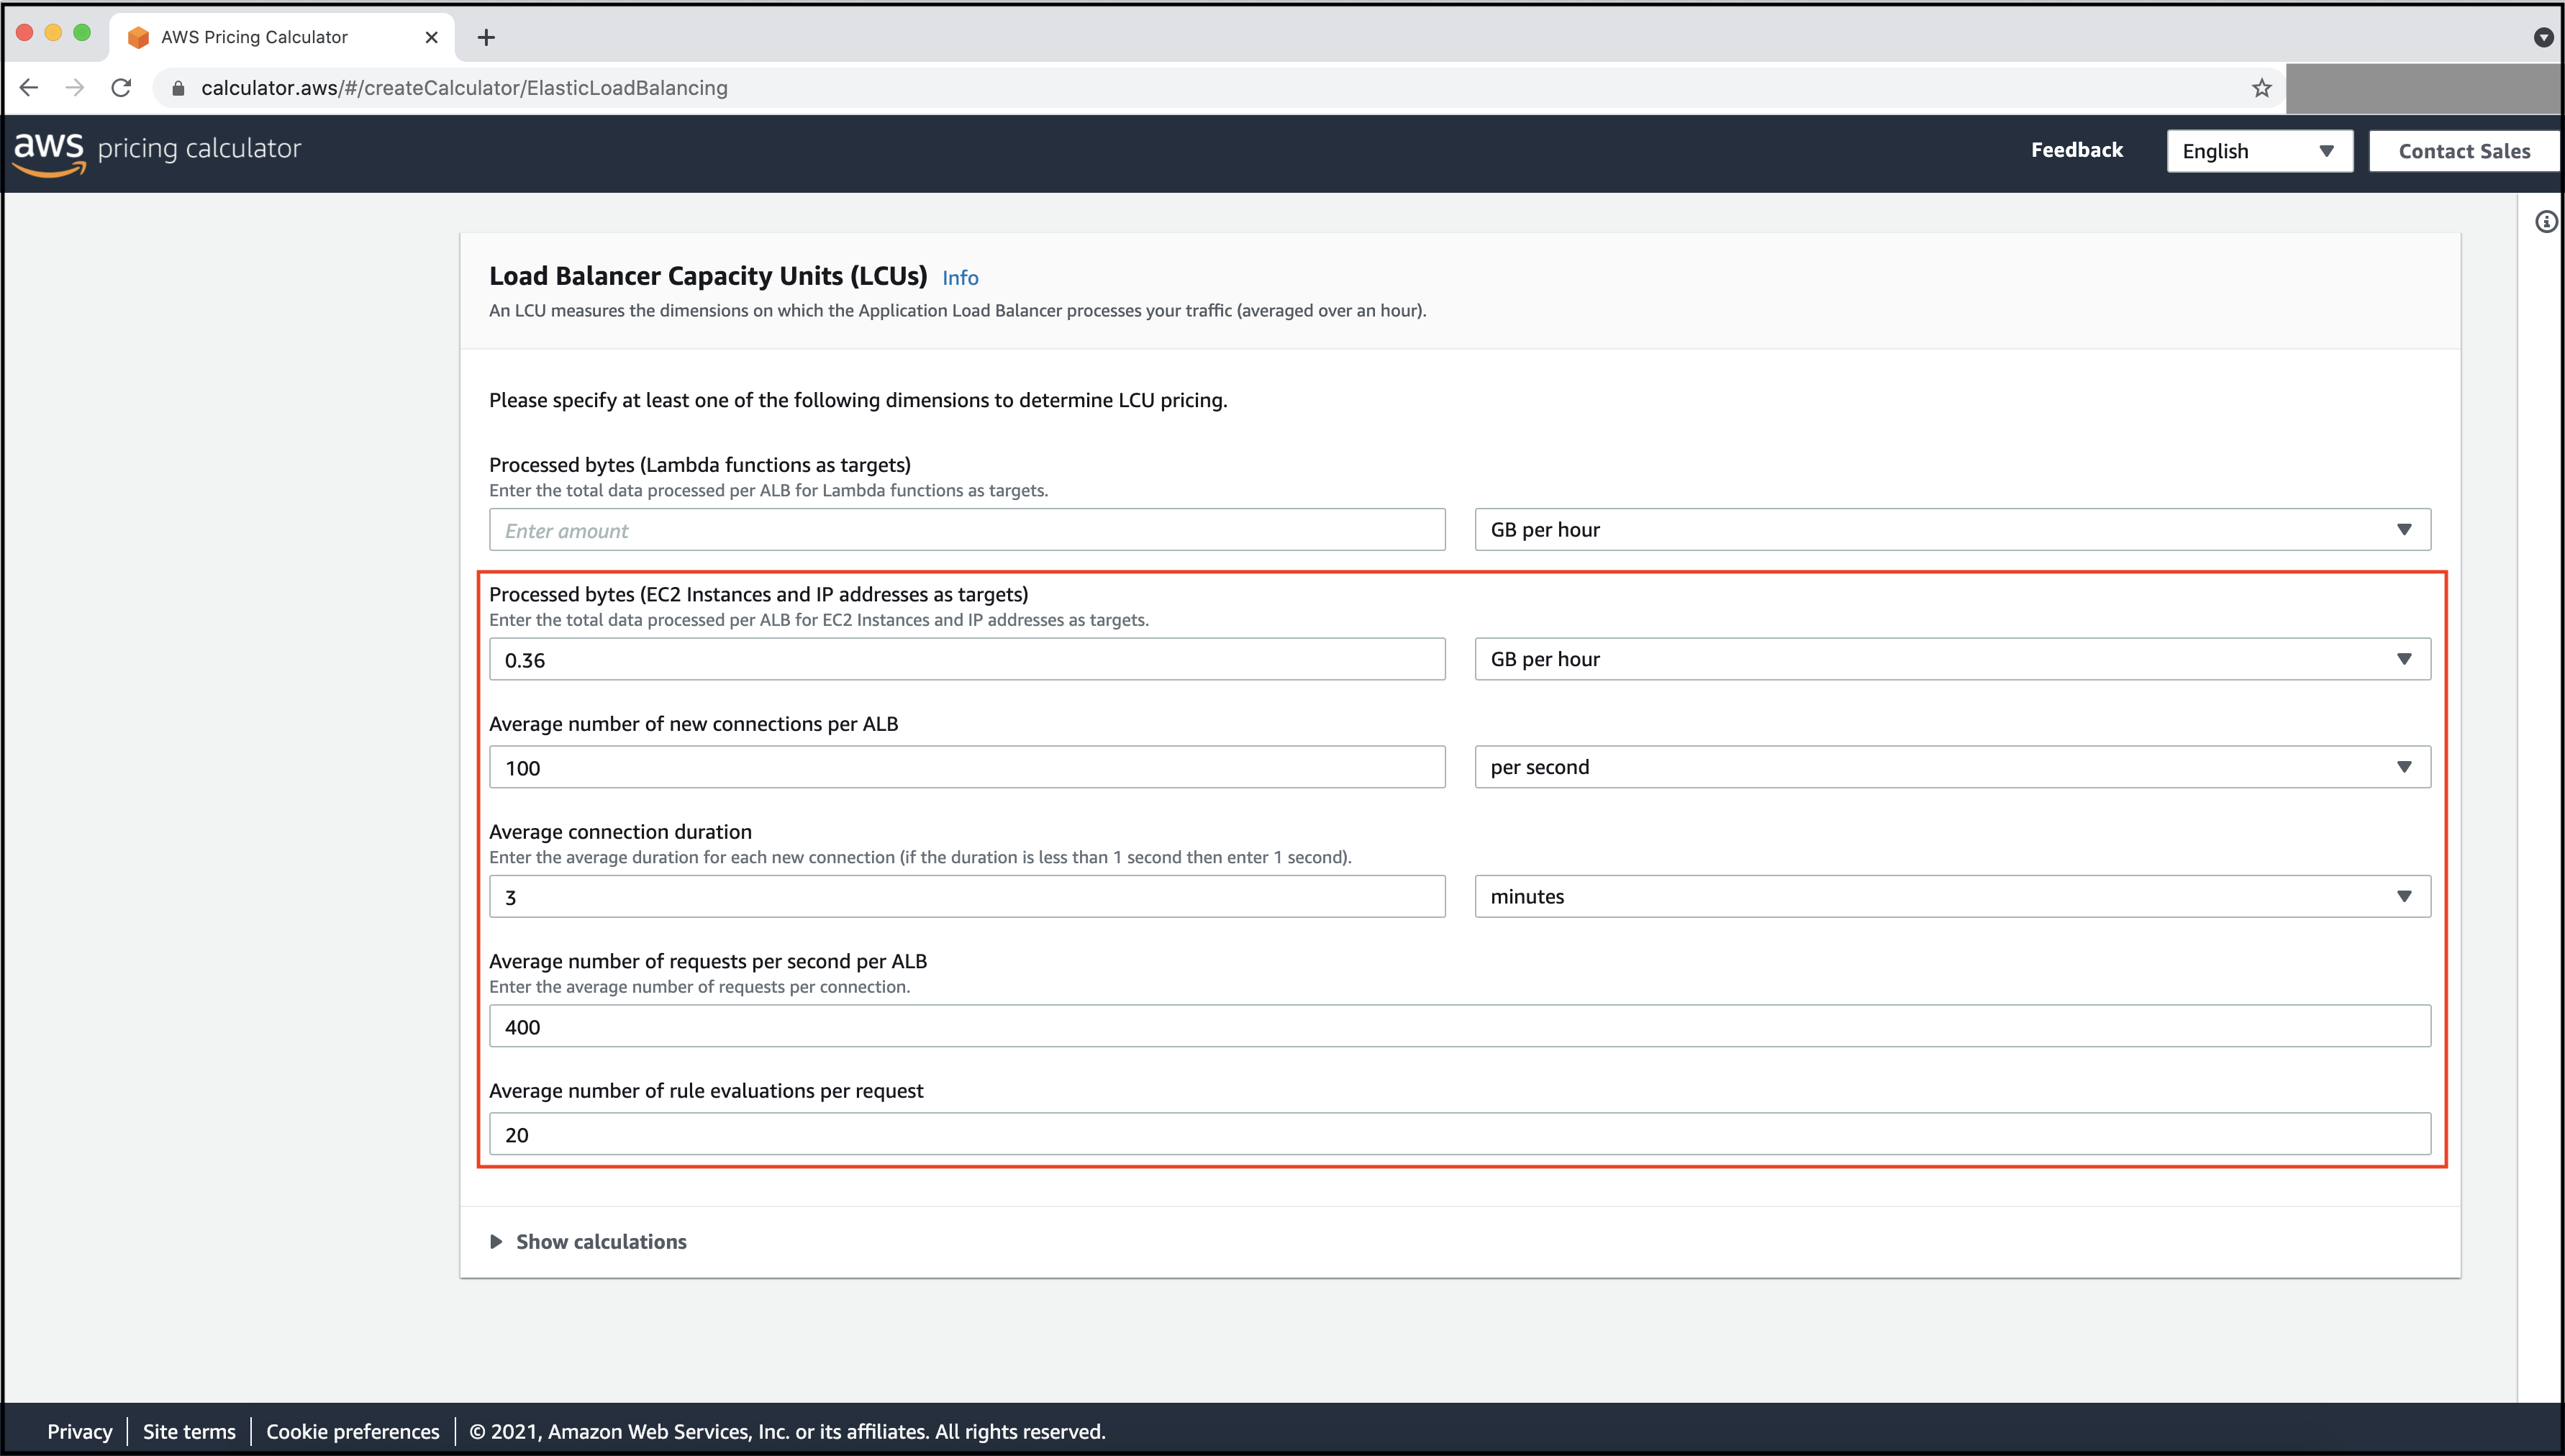 AWS Pricing Calculator
calculator.aws/#/createCalculator/ElasticLoadBalancing
aws pricing calculator
Feedback
English
Contact Sales
Load Balancer Capacity Units (LCUs) Info
An LCU measures the dimensions on which the Application Load Balancer processes your traffic (averaged over an hour).
Please specify at least one of the following dimensions to determine LCU pricing.
Processed bytes (Lambda functions as targets)
Enter the total data processed per ALB for Lambda functions as targets.
Enter amount
GB per hour
Processed bytes (EC2 Instances and IP addresses as targets)
Enter the total data processed per ALB for EC2 Instances and IP addresses as targets.
0.36
GB per hour
Average number of new connections per ALB
100
per second
Average connection duration
Enter the average duration for each new connection (if the duration is less than 1 second then enter 1 second).
3
minutes
Average number of requests per second per ALB
Enter the average number of requests per connection.
400
Average number of rule evaluations per request
20
Show calculations
Privacy | Site terms | Cookie preferences | © 2021, Amazon Web Services, Inc. or its affiliates. All rights reserved.